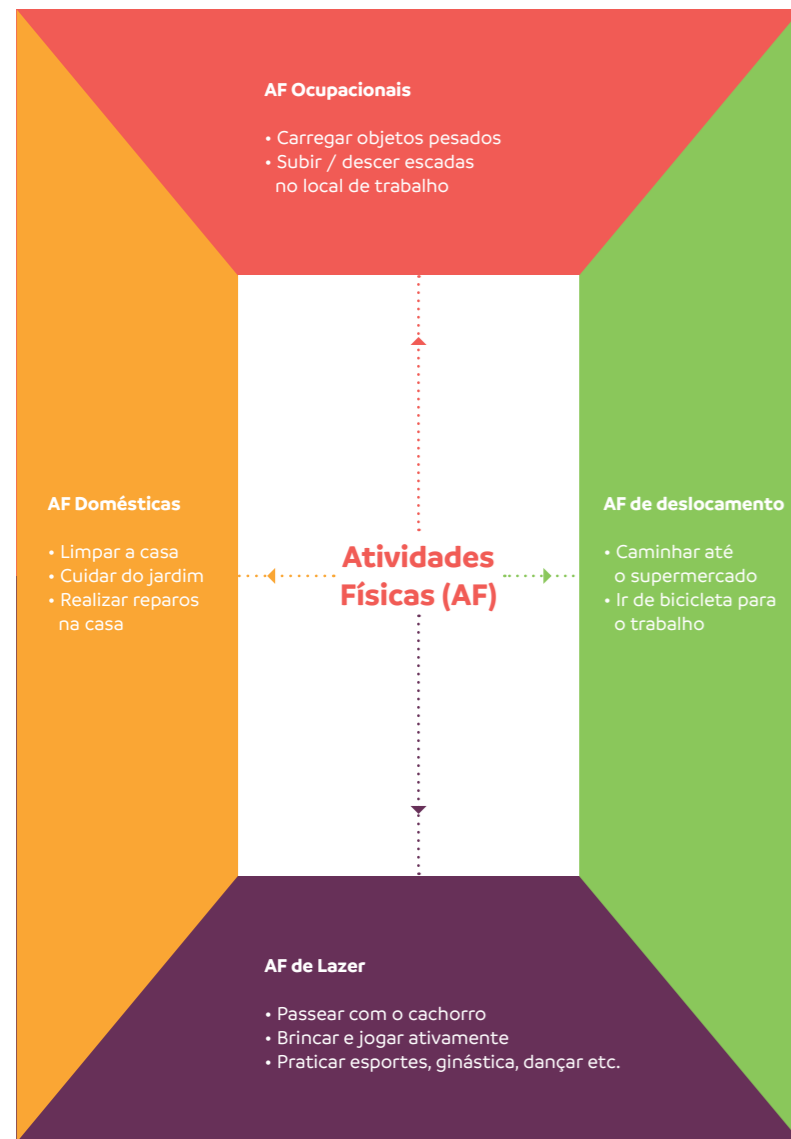 AF Ocupacionais
• Carregar objetos pesados
• Subir / descer escadas
no local de trabalho
AF Domésticas
• Limpar a casa
• Cuidar do jardim
• Realizar reparos
na casa
Atividades
Físicas (AF)
AF de deslocamento
• Caminhar até
o supermercado
• Ir de bicicleta para
o trabalho
AF de Lazer
• Passear com o cachorro
• Brincar e jogar ativamente
• Praticar esportes, ginástica, dançar etc.